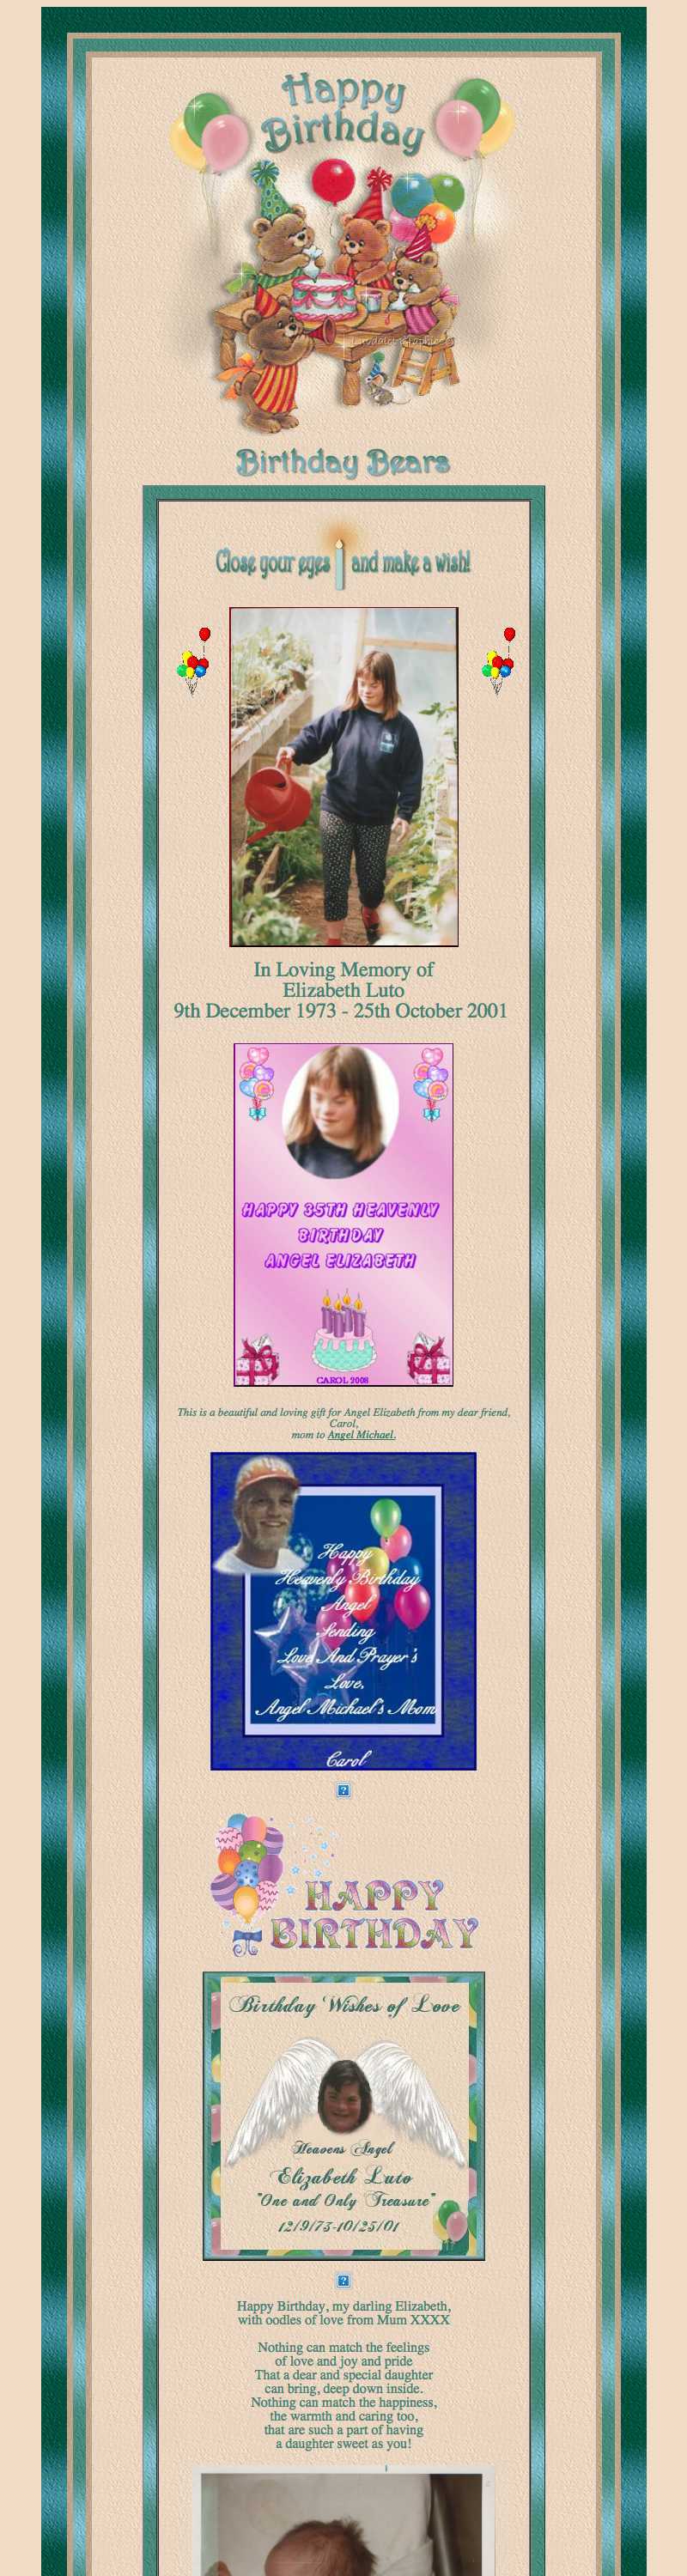 Happy
Birthday
Birthday Bears
Close your eyes and make a wish!
In Loving Memory of
Elizabeth Luto
9th December 1973 - 25th October 2001
HAPPY 35TH HEAVENLY
BIRTHDAY
ANGEL ELIZABETH
CAROL 2008
This is a beautiful and loving gift for Angel Elizabeth from my dear friend,
Carol,
mom to Angel Michael.
Happy
Heavenly Birthday
Angel
Sending
Love And Prayer's
Love,
Angel Michael's Mom
Carol
HAPPY
BIRTHDAY
Birthday Wishes of Love
Heavens Angel
Elizabeth Luto
"One and Only Treasure"
12/9/73-10/25/01
Happy Birthday, my darling Elizabeth,
with oodles of love from Mum XXXX
Nothing can match the feelings
of love and joy and pride
That a dear and special daughter
can bring, deep down inside.
Nothing can match the happiness,
the warmth and caring too,
that are such a part of having
a daughter sweet as you!